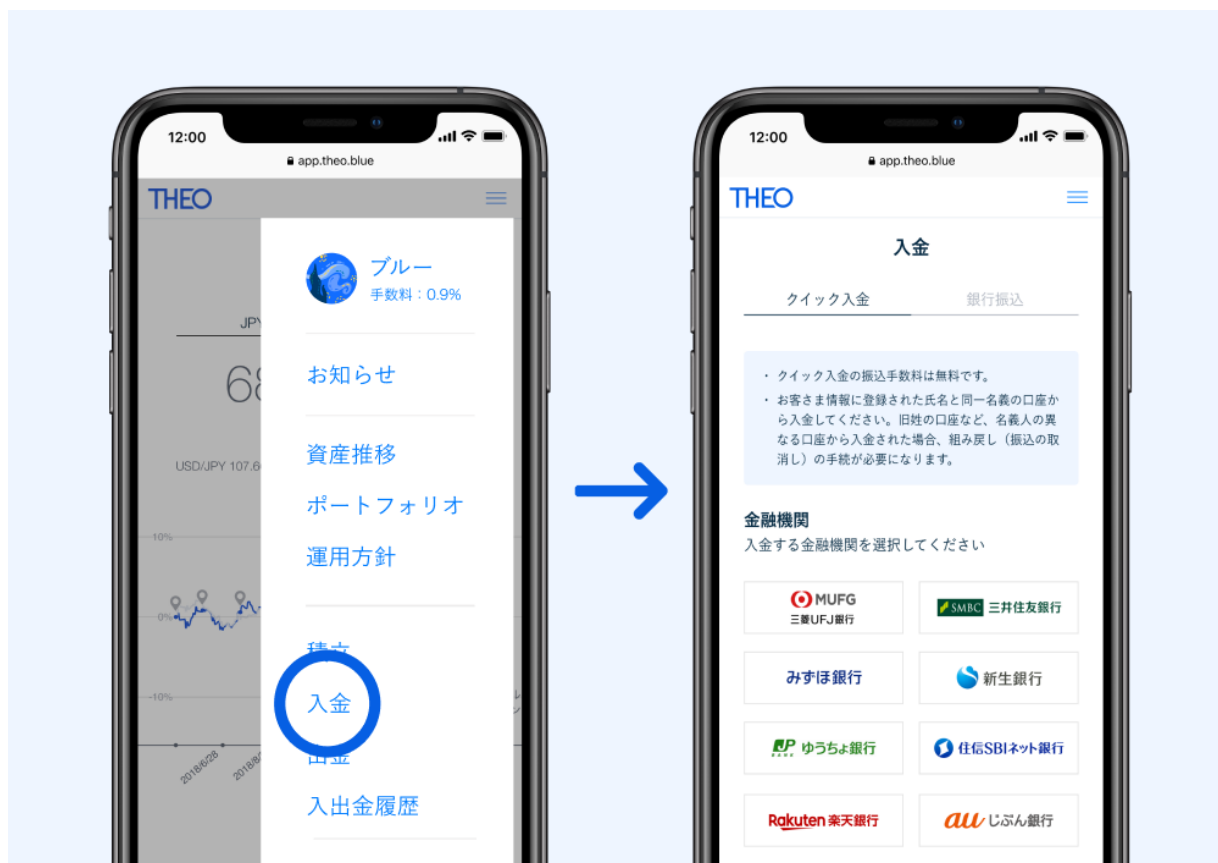 12:00
app.theo.blue
THEO
ブルー
手数料：0.9%
JPY
68
お知らせ
USD/JPY 107.6
資産推移
ポートフォリオ
運用方針
10%
0%
-10%
2018/6/28
2018/8
積立
入金
出金
入出金履歴
12:00
app.theo.blue
THEO
入金
クイック入金
銀行振込
・ クイック入金の振込手数料は無料です。
・ お客さま情報に登録された氏名と同一名義の口座か
ら入金してください。旧姓の口座など、名義人の異
なる口座から入金された場合、組み戻し（振込の取
消し）の手続が必要になります。
金融機関
入金する金融機関を選択してください
MUFG
三菱UFJ銀行
SMBC 三井住友銀行
みずほ銀行
新生銀行
JP BANK ゆうちょ銀行
住信SBIネット銀行
Rakuten 楽天銀行
au じぶん銀行